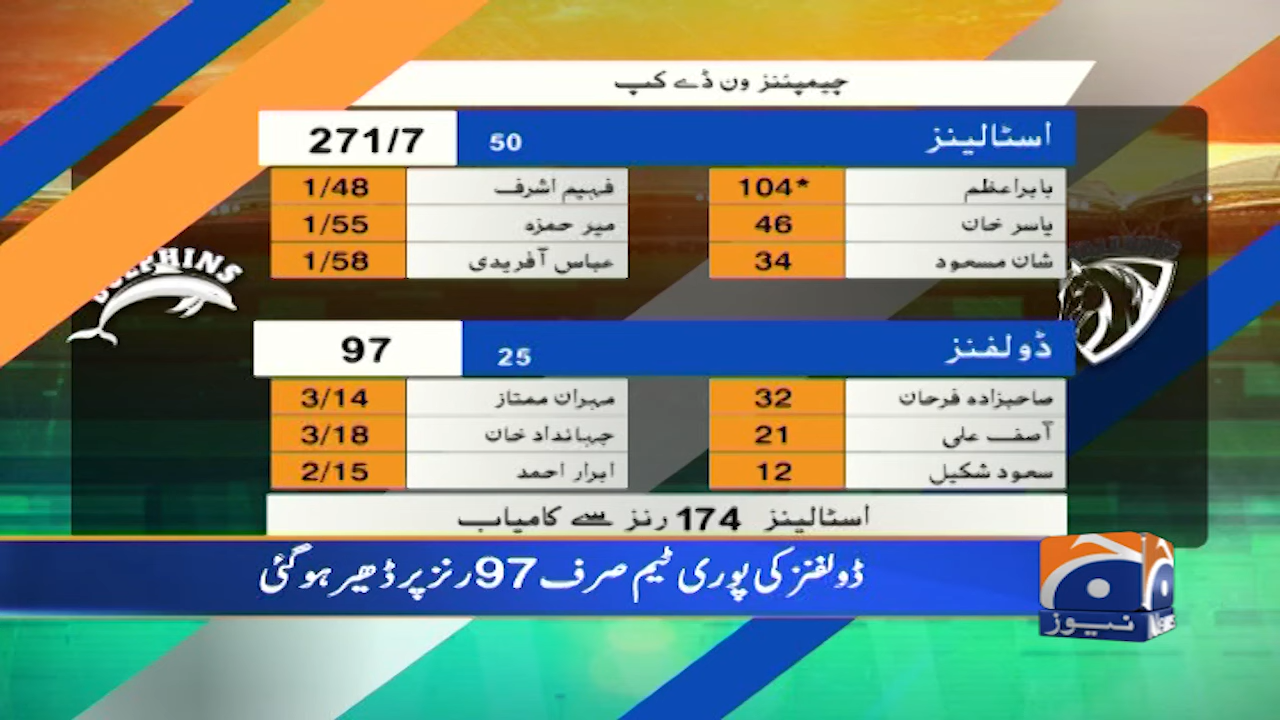 چیمپئنز ون ڈے کپ
اسٹالینز 50 271/7
بابراعظم 104* فہیم اشرف 1/48
یاسر خان 46 میر حمزہ 1/55
شان مسعود 34 عباس آفریدی 1/58
DOLPHINS
ڈولفنز 25 97
صاحبزادہ فرحان 32 مہران ممتاز 3/14
آصف علی 21 جہانداد خان 3/18
سعود شکیل 12 ابرار احمد 2/15
اسٹالینز 174 رنز سے کامیاب
ڈولفنز کی پوری ٹیم صرف 97 رنز پر ڈھیر ہوگئی
نیوز